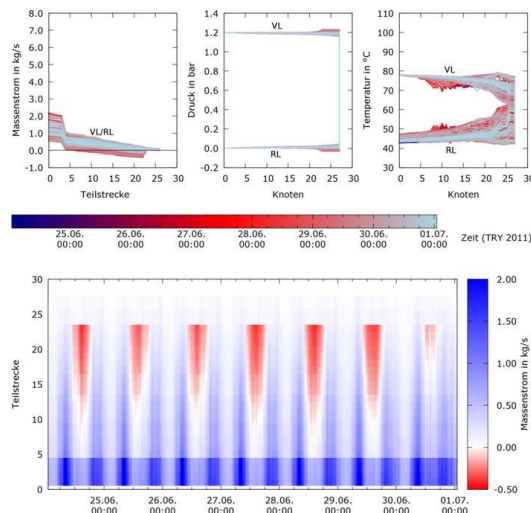 8.0
7.0
6.0
5.0
4.0
3.0
2.0
1.0
0.0
-1.0
Massenstrom in kg/s
VL/RL
0 5 10 15 20 25 30
Teilstrecke
1.4
1.2
1.0
0.8
0.6
0.4
0.2
0.0
-0.2
Druck in bar
VL
RL
0 5 10 15 20 25 30
Knoten
100
90
80
70
60
50
40
30
Temperatur in °C
VL
RL
0 5 10 15 20 25 30
Knoten
25.06. 26.06. 27.06. 28.06. 29.06. 30.06. 01.07.
00:00 00:00 00:00 00:00 00:00 00:00 00:00
Zeit (TRY 2011)
30
25
20
15
10
5
0
Teilstrecke
25.06. 26.06. 27.06. 28.06. 29.06. 30.06. 01.07.
00:00 00:00 00:00 00:00 00:00 00:00 00:00
2.00
1.50
1.00
0.50
0.00
-0.50
Massenstrom in kg/s